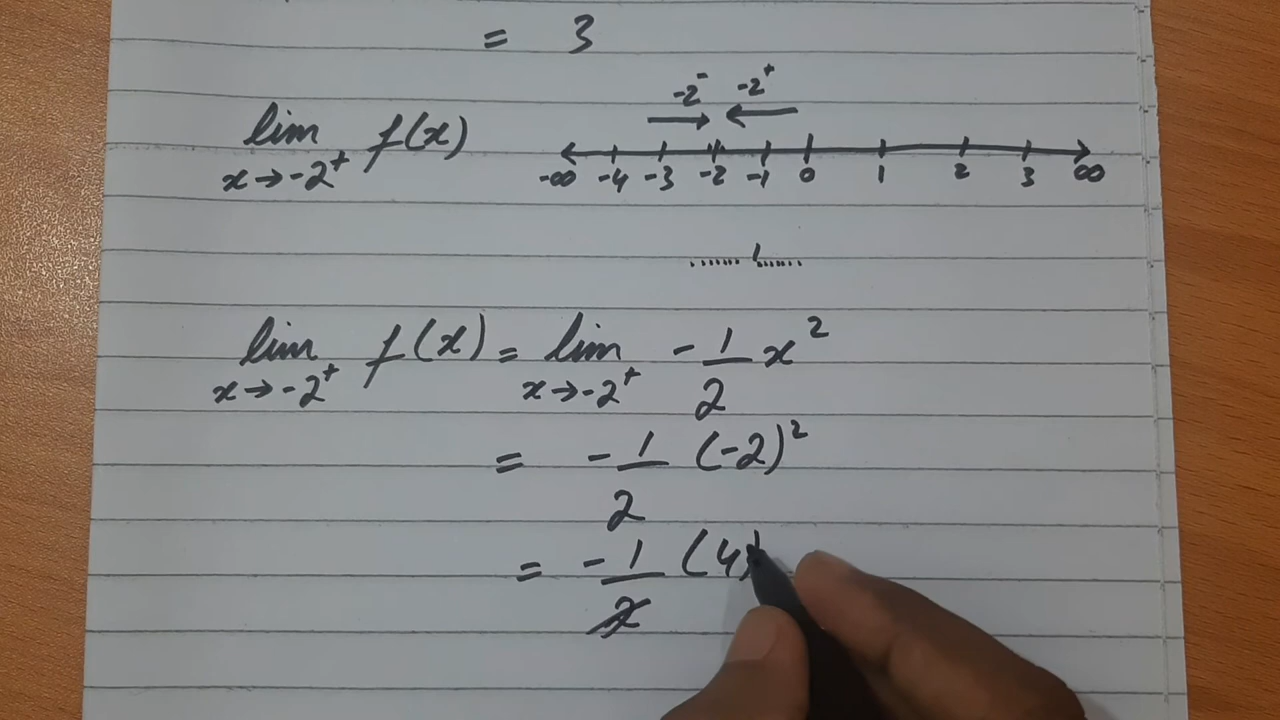 = 3
-2⁻ -2⁺
lim f(x)
x→-2⁺
-∞ -4 -3 -2 -1 0 1 2 3 ∞
lim f(x) = lim -1/2 x²
x→-2⁺ x→-2⁺
= -1/2 (-2)²
= -1/2 (4)